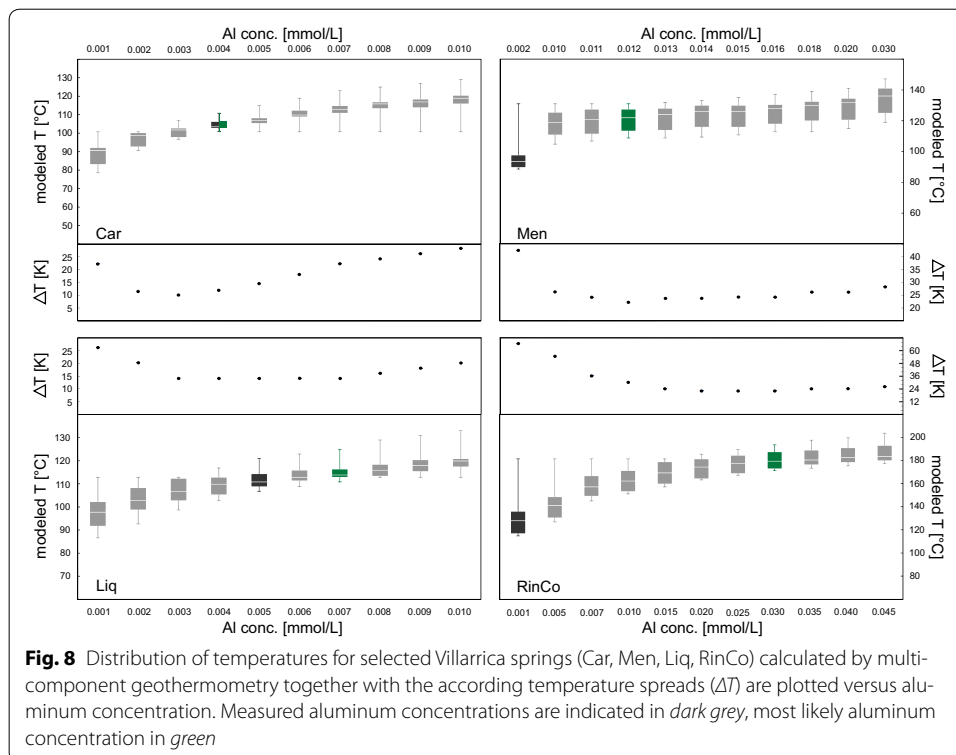 Al conc. [mmol/L]
0.001 0.002 0.003 0.004 0.005 0.006 0.007 0.008 0.009 0.010
modeled T [°C]
130
120
110
100
90
80
70
60
50
Car
ΔT [K]
25
20
15
10
5
Al conc. [mmol/L]
0.002 0.010 0.011 0.012 0.013 0.014 0.015 0.016 0.018 0.020 0.030
modeled T [°C]
140
120
100
80
60
Men
ΔT [K]
40
35
30
25
20
ΔT [K]
25
20
15
10
5
modeled T [°C]
130
120
110
100
90
80
70
Liq
0.001 0.002 0.003 0.004 0.005 0.006 0.007 0.008 0.009 0.010
Al conc. [mmol/L]
ΔT [K]
60
48
36
24
12
modeled T [°C]
200
180
160
140
120
100
80
RinCo
0.001 0.005 0.007 0.010 0.015 0.020 0.025 0.030 0.035 0.040 0.045
Al conc. [mmol/L]
Fig. 8 Distribution of temperatures for selected Villarrica springs (Car, Men, Liq, RinCo) calculated by multi-
component geothermometry together with the according temperature spreads (ΔT) are plotted versus alu-
minum concentration. Measured aluminum concentrations are indicated in dark grey, most likely aluminum
concentration in green